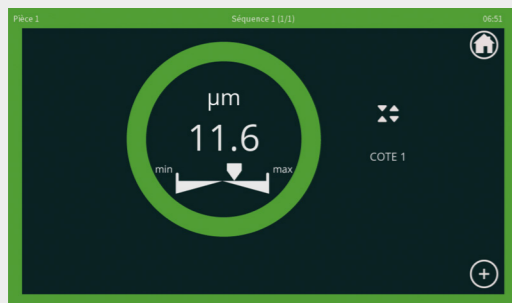 Pièce 1
Séquence 1 (1/1)
06:51
µm
11.6
min
max
COTE 1